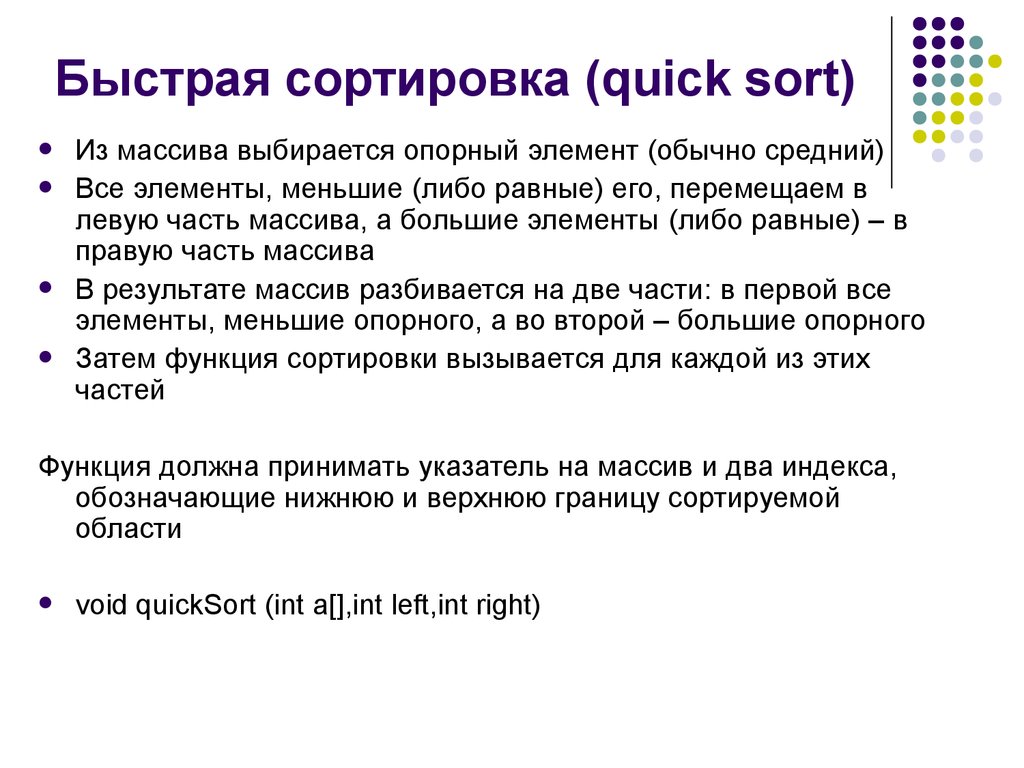 Быстрая сортировка (quick sort)
• Из массива выбирается опорный элемент (обычно средний)
• Все элементы, меньшие (либо равные) его, перемещаем в
левую часть массива, а большие элементы (либо равные) – в
правую часть массива
• В результате массив разбивается на две части: в первой все
элементы, меньшие опорного, а во второй – большие опорного
• Затем функция сортировки вызывается для каждой из этих
частей
Функция должна принимать указатель на массив и два индекса,
обозначающие нижнюю и верхнюю границу сортируемой
области
• void quickSort (int a[],int left,int right)